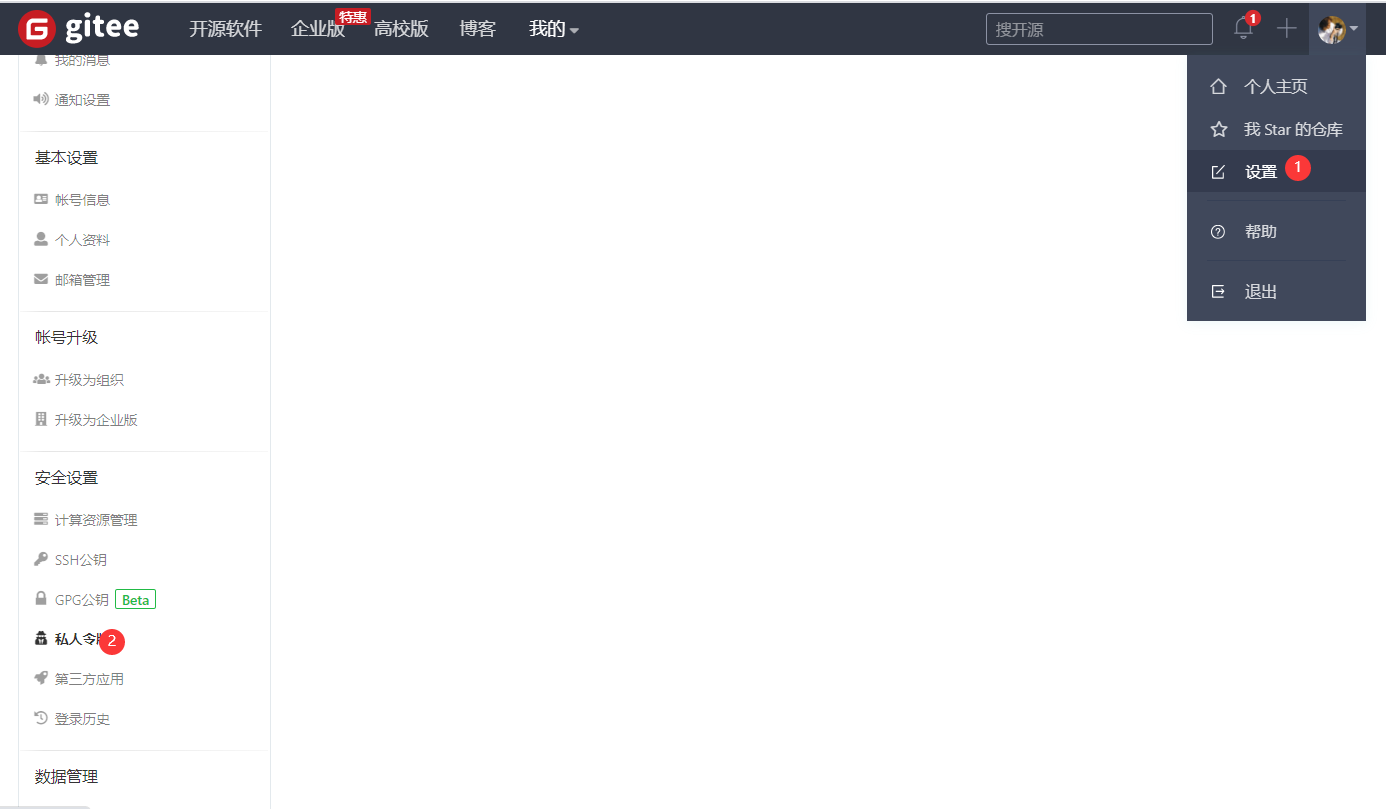 gitee 开源软件 企业版 特惠 高校版 博客 我的 搜开源 1
我的消息
通知设置
基本设置
帐号信息
个人资料
邮箱管理
帐号升级
升级为组织
升级为企业版
安全设置
计算资源管理
SSH公钥
GPG公钥 Beta
私人令 2
第三方应用
登录历史
数据管理
个人主页
我 Star 的仓库
设置 1
帮助
退出